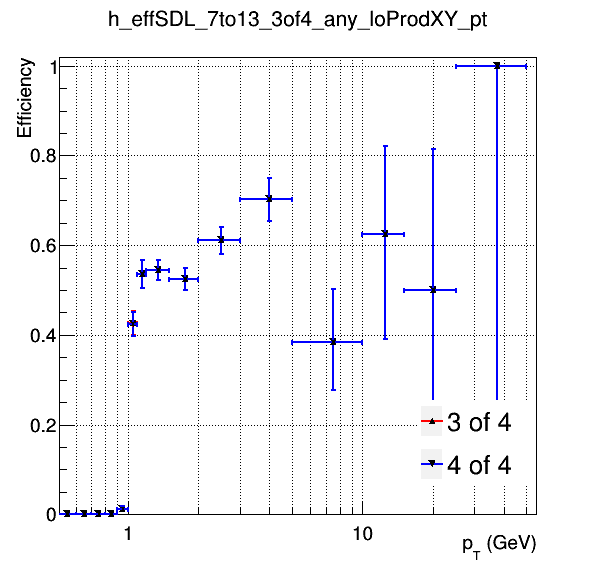 h_effSDL_7to13_3of4_any_loProdXY_pt
Efficiency
1
0.8
0.6
0.4
0.2
0
3 of 4
4 of 4
1
10
p_T (GeV)